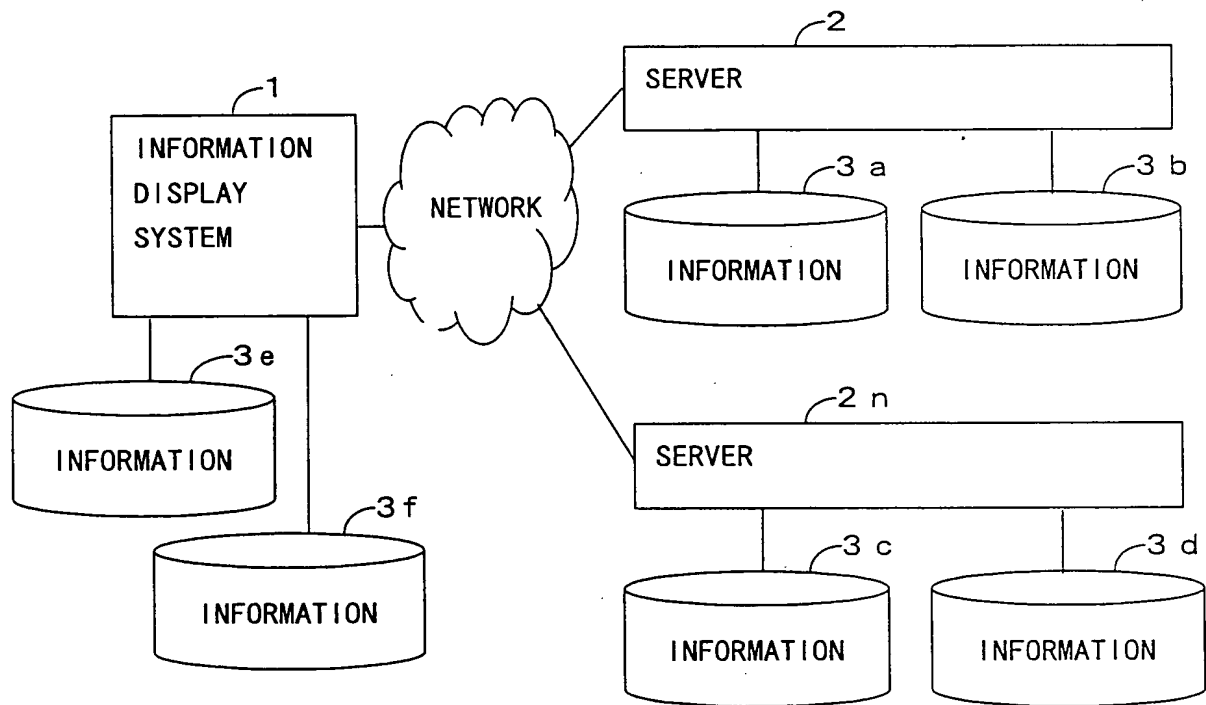 2
SERVER
1
INFORMATION
DISPLAY
SYSTEM
NETWORK
3 a
3 b
INFORMATION
INFORMATION
3 e
INFORMATION
2 n
SERVER
3 f
INFORMATION
3 c
3 d
INFORMATION
INFORMATION